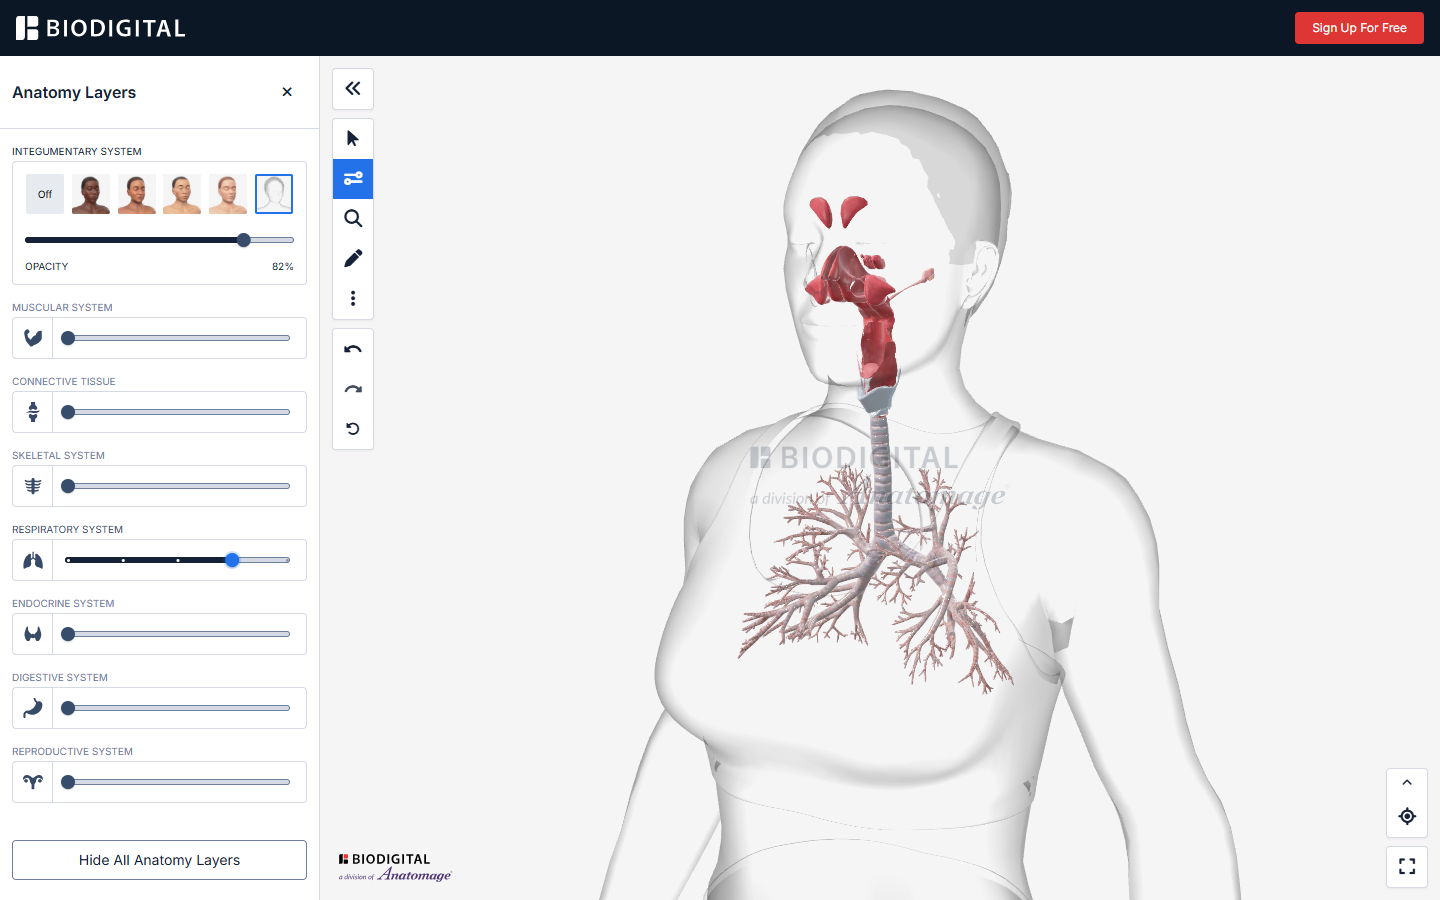 BIODIGITAL
Sign Up For Free
Anatomy Layers
INTEGUMENTARY SYSTEM
Off
OPACITY 82%
MUSCULAR SYSTEM
CONNECTIVE TISSUE
SKELETAL SYSTEM
RESPIRATORY SYSTEM
ENDOCRINE SYSTEM
DIGESTIVE SYSTEM
REPRODUCTIVE SYSTEM
Hide All Anatomy Layers
BIODIGITAL
a division of Anatomage
BIODIGITAL
a division of Anatomage